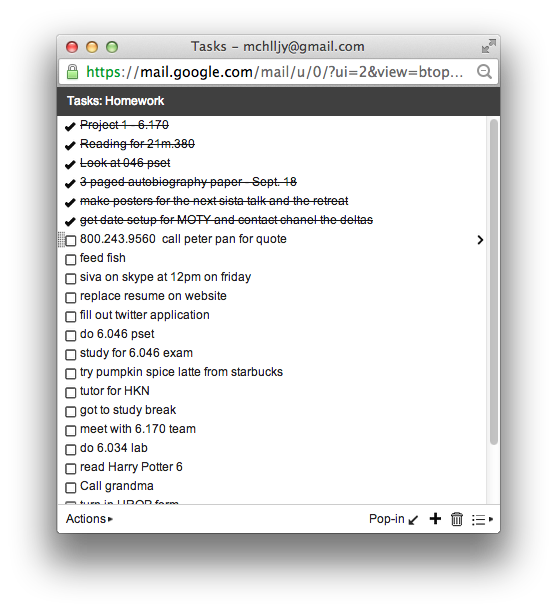 Tasks – mchlljy@gmail.com
https://mail.google.com/mail/u/0/?ui=2&view=btop...
Tasks: Homework
Project 1 - 6.170
Reading for 21m.380
Look at 046 pset
3 paged autobiography paper - Sept. 18
make posters for the next sista talk and the retreat
get date setup for MOTY and contact chanel the deltas
800.243.9560 call peter pan for quote
feed fish
siva on skype at 12pm on friday
replace resume on website
fill out twitter application
do 6.046 pset
study for 6.046 exam
try pumpkin spice latte from starbucks
tutor for HKN
got to study break
meet with 6.170 team
do 6.034 lab
read Harry Potter 6
Call grandma
turn in UROP form
Actions
Pop-in